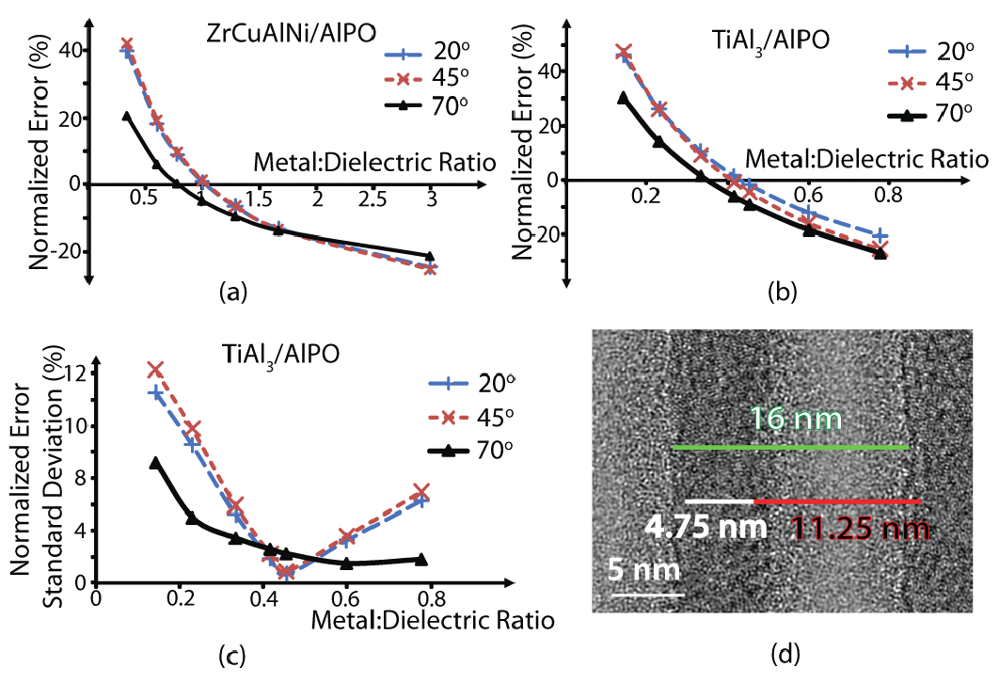 ZrCuAlNi/AlPO
20°
45°
70°
Normalized Error (%)
40
20
0
-20
Metal:Dielectric Ratio
0.5
1
1.5
2
2.5
3
(a)
TiAl3/AlPO
20°
45°
70°
Normalized Error (%)
40
20
0
-20
Metal:Dielectric Ratio
0.2
0.6
0.8
(b)
TiAl3/AlPO
20°
45°
70°
Normalized Error
Standard Deviation (%)
12
10
8
4
0
0
0.2
0.4
0.6
0.8
Metal:Dielectric Ratio
(c)
16 nm
4.75 nm
11.25 nm
5 nm
(d)